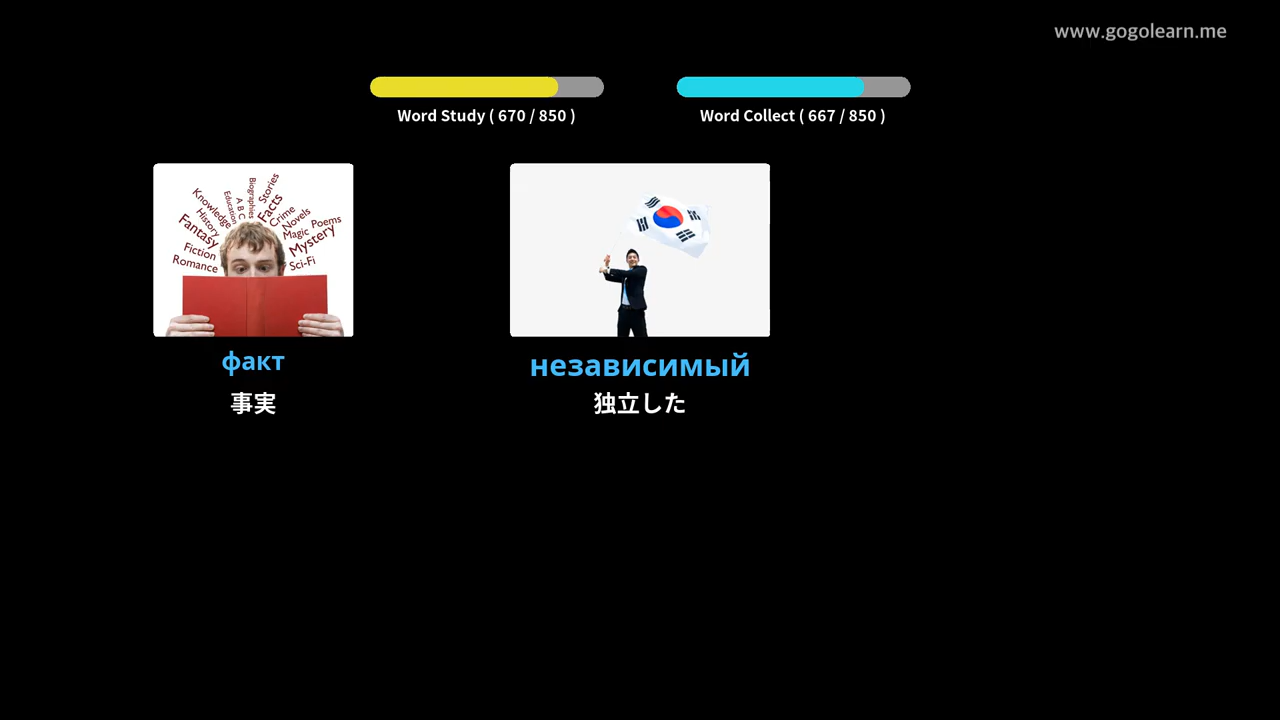 www.gogolearn.me
Word Study ( 670 / 850 )
Word Collect ( 667 / 850 )
Knowledge
Education
A B C
Biographies
Stories
Facts
History
Crime
Novels
Fantasy
Magic
Poems
Fiction
Mystery
Romance
Sci-Fi
факт
事実
независимый
独立した